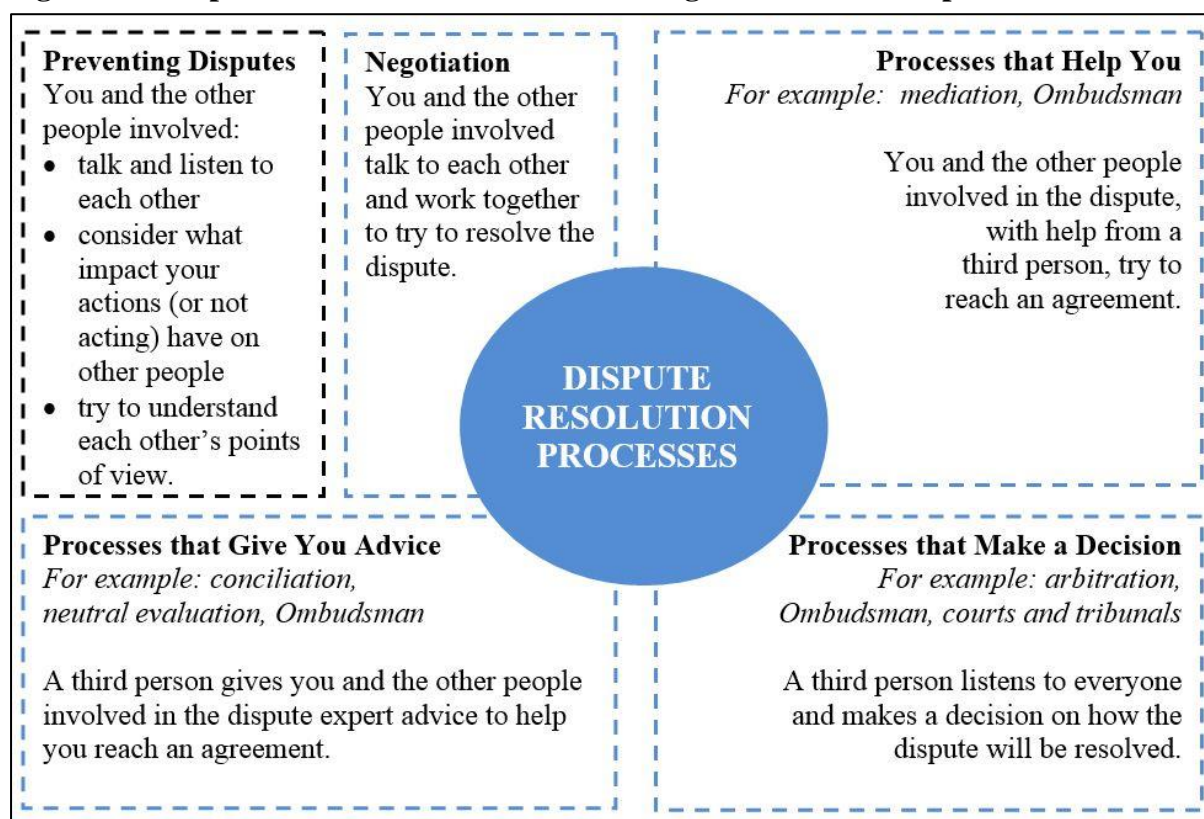 Preventing Disputes
You and the other
people involved:
• talk and listen to
each other
• consider what
impact your
actions (or not
acting) have on
other people
• try to understand
each other’s points
of view.
Negotiation
You and the other
people involved
talk to each other
and work together
to try to resolve the
dispute.
Processes that Help You
For example: mediation, Ombudsman
You and the other people
involved in the dispute,
with help from a
third person, try to
reach an agreement.
DISPUTE
RESOLUTION
PROCESSES
Processes that Give You Advice
For example: conciliation,
neutral evaluation, Ombudsman
A third person gives you and the other people
involved in the dispute expert advice to help
you reach an agreement.
Processes that Make a Decision
For example: arbitration,
Ombudsman, courts and tribunals
A third person listens to everyone
and makes a decision on how the
dispute will be resolved.